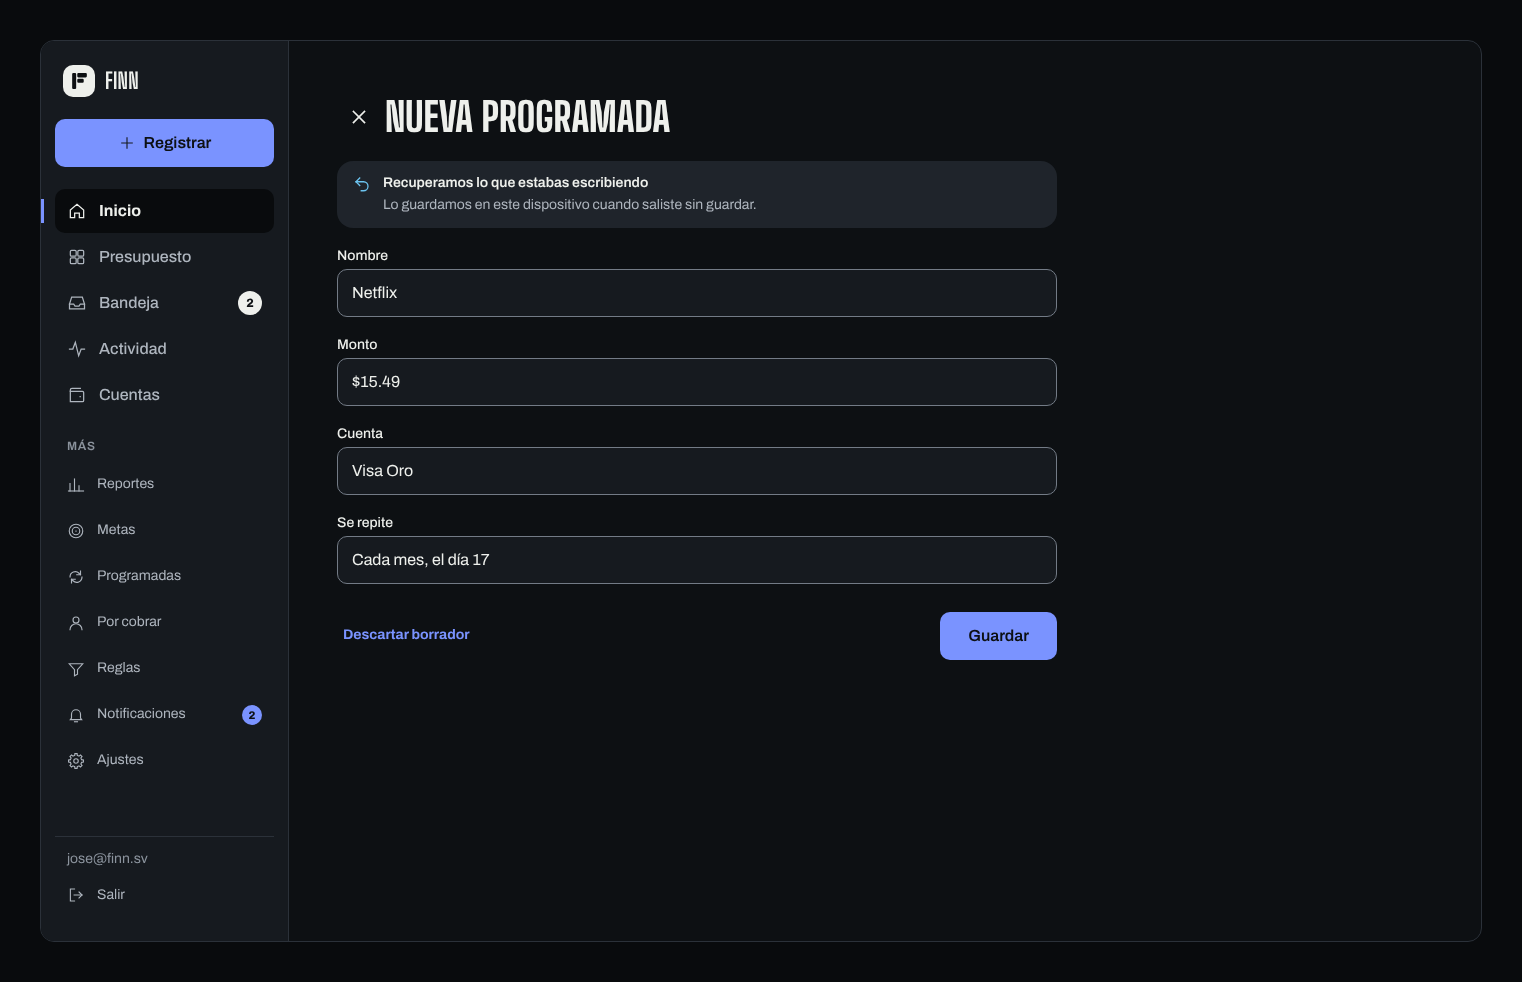 FINN
Registrar
Inicio
Presupuesto
Bandeja 2
Actividad
Cuentas
MÁS
Reportes
Metas
Programadas
Por cobrar
Reglas
Notificaciones 2
Ajustes
jose@finn.sv
Salir
NUEVA PROGRAMADA
Recuperamos lo que estabas escribiendo
Lo guardamos en este dispositivo cuando saliste sin guardar.
Nombre
Netflix
Monto
$15.49
Cuenta
Visa Oro
Se repite
Cada mes, el día 17
Descartar borrador
Guardar